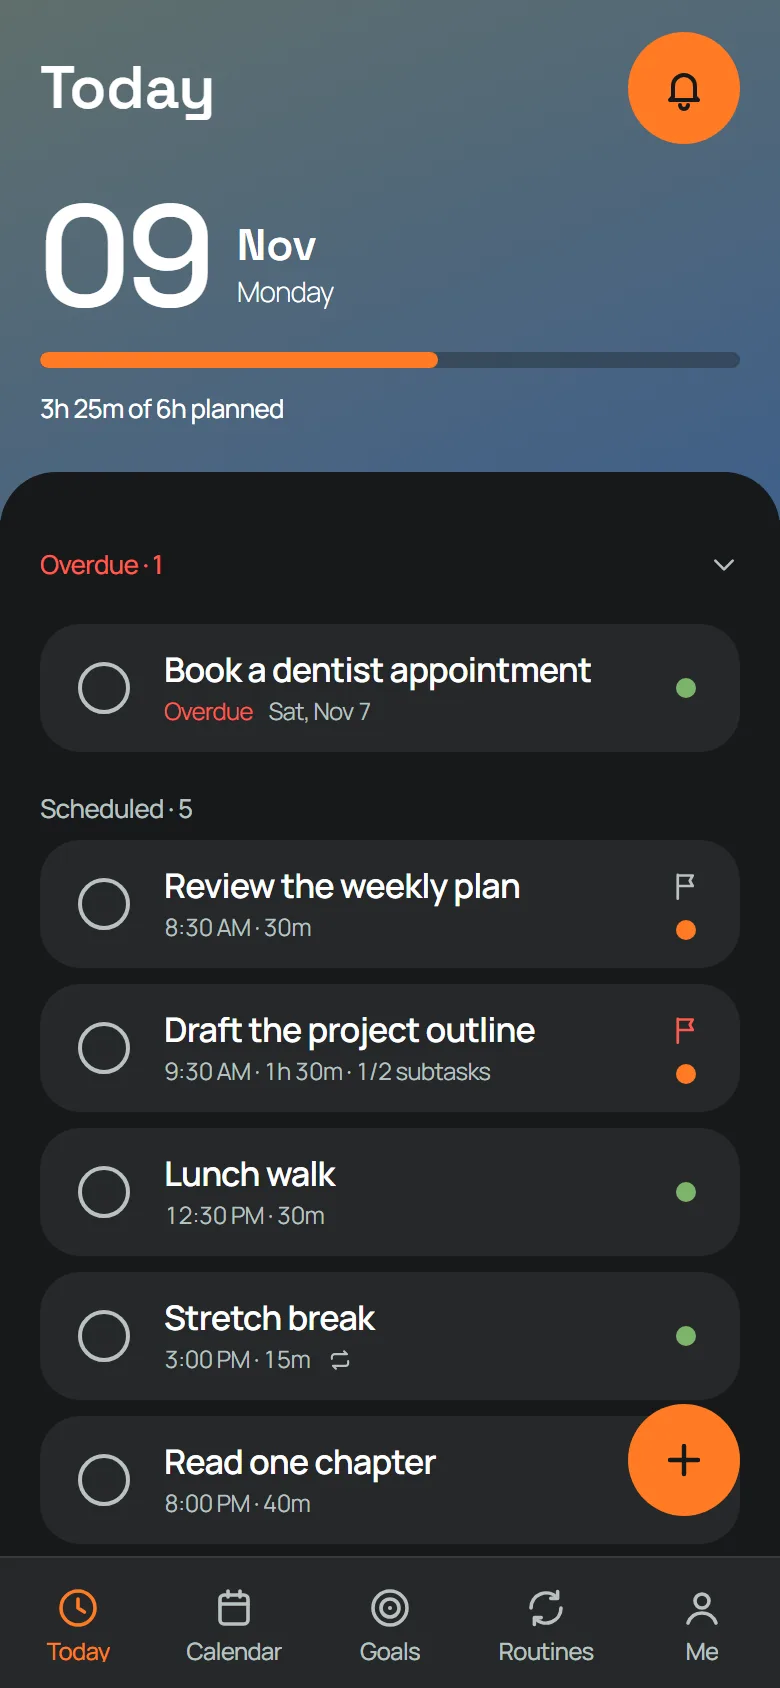 Today
09
Nov
Monday
3h 25m of 6h planned
Overdue · 1
Book a dentist appointment
Overdue Sat, Nov 7
Scheduled · 5
Review the weekly plan
8:30 AM · 30m
Draft the project outline
9:30 AM · 1h 30m · 1/2 subtasks
Lunch walk
12:30 PM · 30m
Stretch break
3:00 PM · 15m
Read one chapter
8:00 PM · 40m
Today Calendar Goals Routines Me